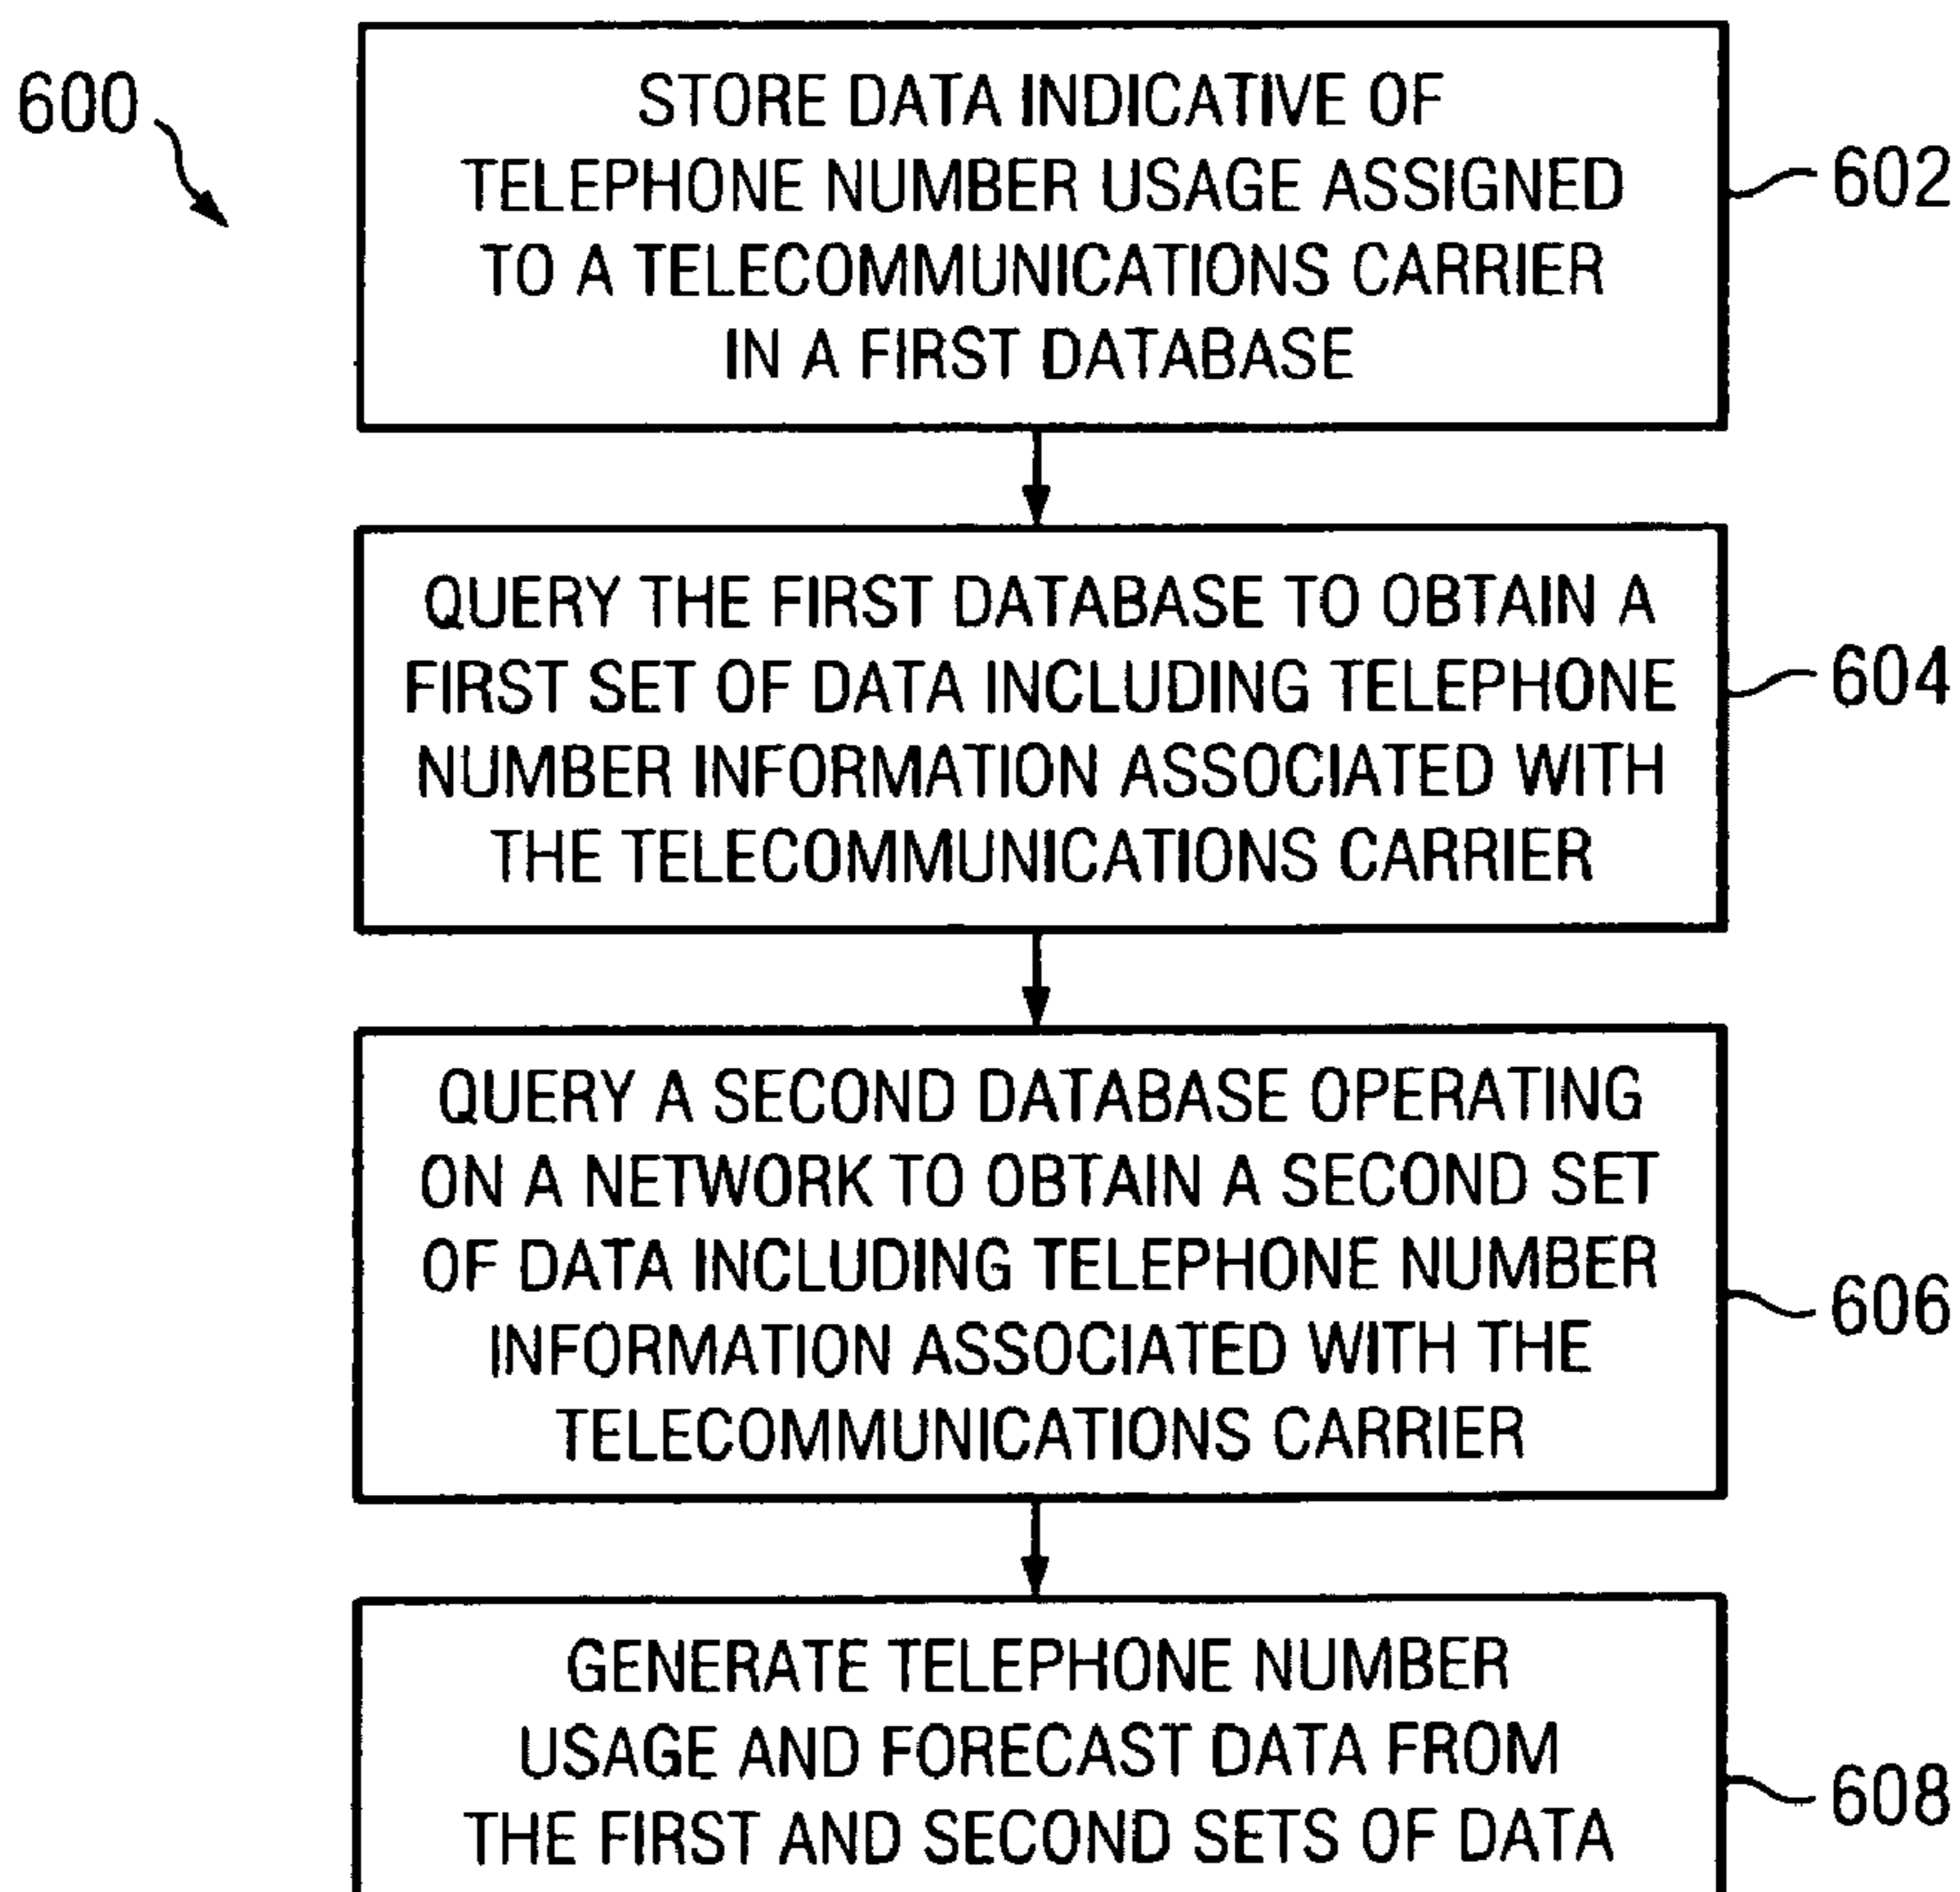 600
STORE DATA INDICATIVE OF
TELEPHONE NUMBER USAGE ASSIGNED
TO A TELECOMMUNICATIONS CARRIER
IN A FIRST DATABASE
602
QUERY THE FIRST DATABASE TO OBTAIN A
FIRST SET OF DATA INCLUDING TELEPHONE
NUMBER INFORMATION ASSOCIATED WITH
THE TELECOMMUNICATIONS CARRIER
604
QUERY A SECOND DATABASE OPERATING
ON A NETWORK TO OBTAIN A SECOND SET
OF DATA INCLUDING TELEPHONE NUMBER
INFORMATION ASSOCIATED WITH THE
TELECOMMUNICATIONS CARRIER
606
GENERATE TELEPHONE NUMBER
USAGE AND FORECAST DATA FROM
THE FIRST AND SECOND SETS OF DATA
608